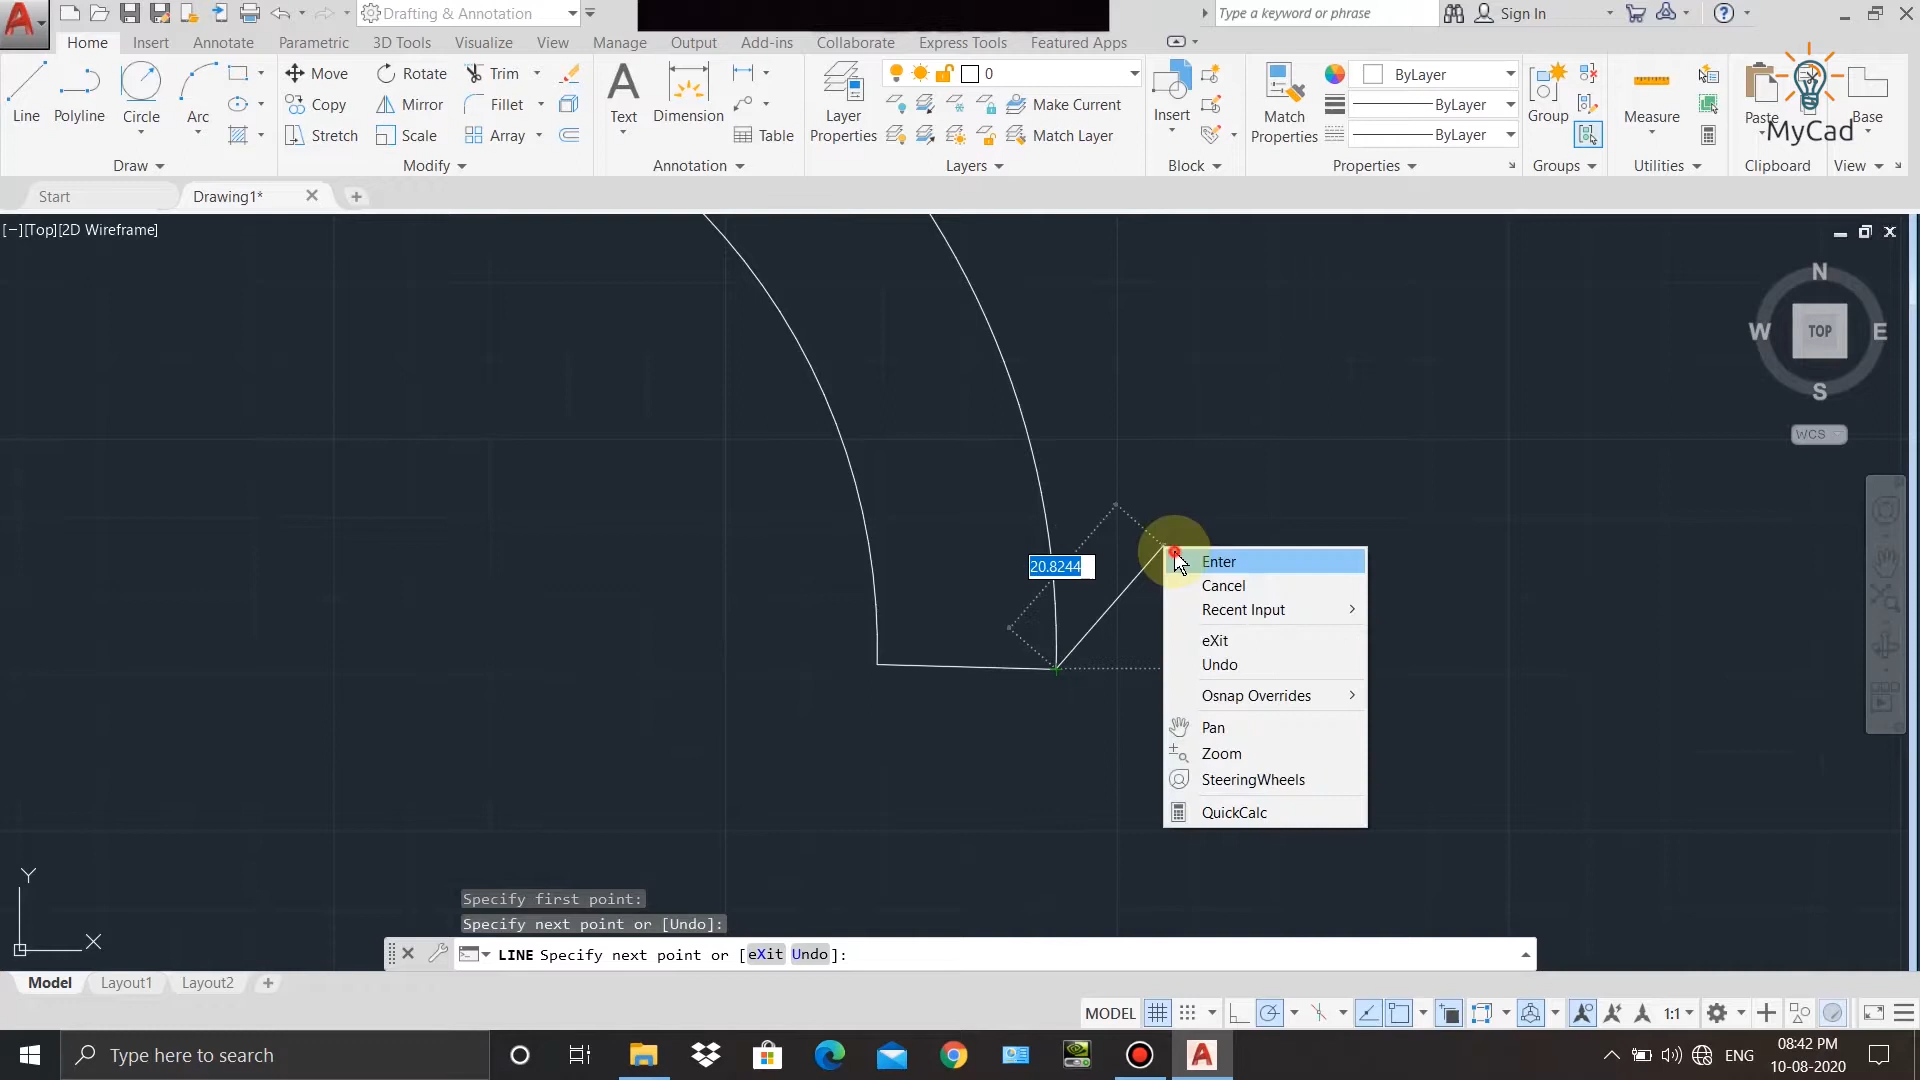 Drafting & Annotation
Type a keyword or phrase
Sign In
Home Insert Annotate Parametric 3D Tools Visualize View Manage Output Add-ins Collaborate Express Tools Featured Apps
Line Polyline Circle Arc
Move Rotate Trim
Copy Mirror Fillet
Stretch Scale Array
Text Dimension Table
Layer Properties
0
Make Current
Match Layer
Insert
Match Properties
ByLayer
ByLayer
ByLayer
Group
Measure
Paste
Base
MyCad
Draw Modify Annotation Layers Block Properties Groups Utilities Clipboard View
Start Drawing1*
[−][Top][2D Wireframe]
N
W TOP E
S
WCS
20.8244
Enter
Cancel
Recent Input
eXit
Undo
Osnap Overrides
Pan
Zoom
SteeringWheels
QuickCalc
Y
X
Specify first point:
Specify next point or [Undo]:
LINE Specify next point or [eXit Undo]:
Model Layout1 Layout2
MODEL 1:1
Type here to search
ENG
08:42 PM
10-08-2020